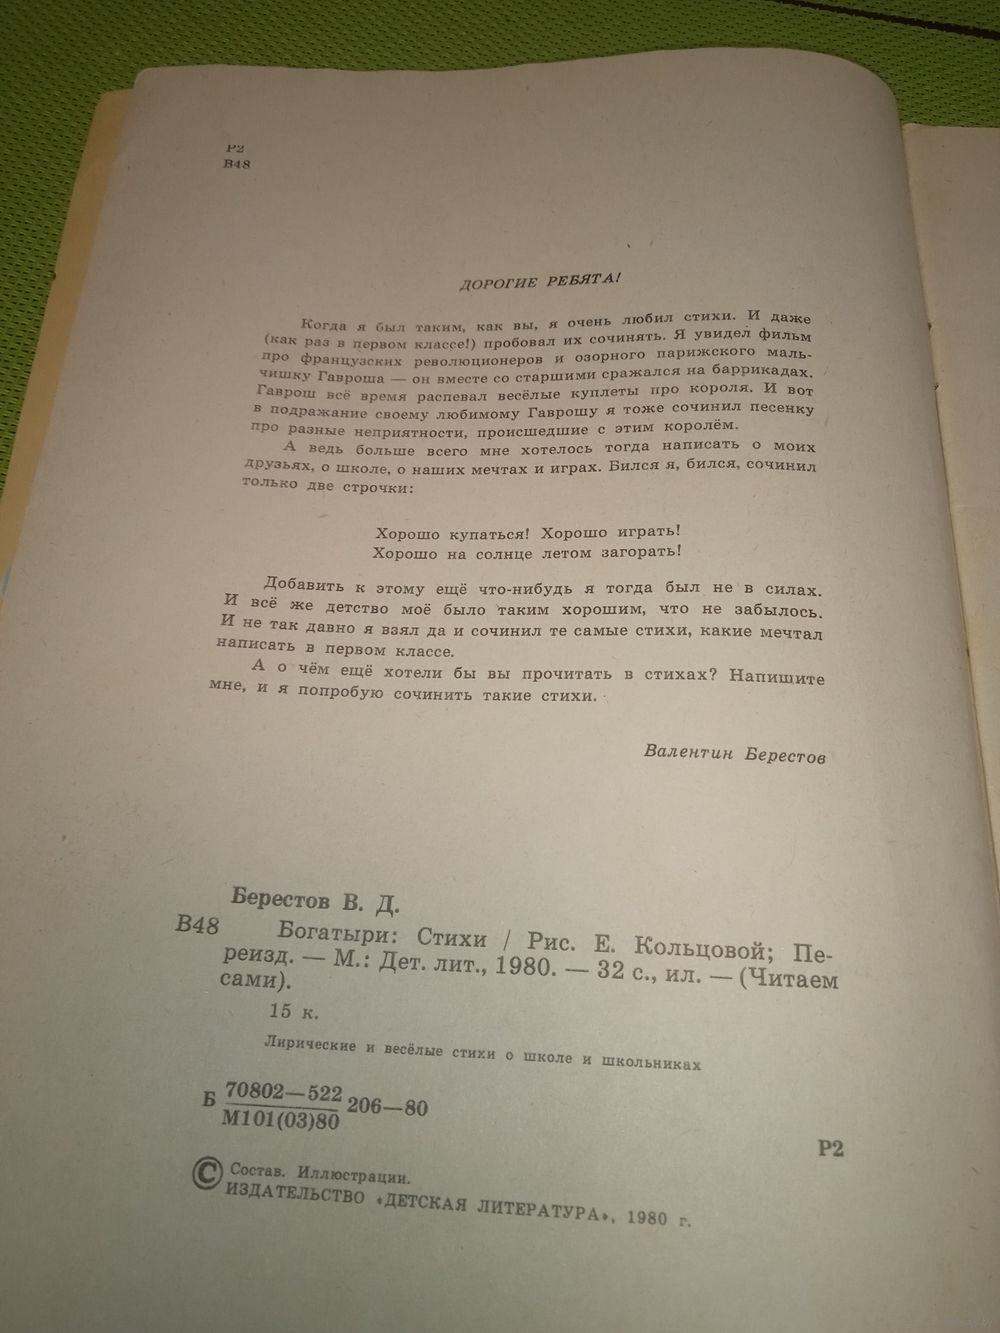 Р2
В48
ДОРОГИЕ РЕБЯТА!
Когда я был таким, как вы, я очень любил стихи. И даже
(как раз в первом классе!) пробовал их сочинять. Я увидел фильм
про французских революционеров и озорного парижского маль-
чишку Гавроша — он вместе со старшими сражался на баррикадах.
Гаврош всё время распевал весёлые куплеты про короля. И вот
в подражание своему любимому Гаврошу я тоже сочинил песенку
про разные неприятности, происшедшие с этим королём.
А ведь больше всего мне хотелось тогда написать о моих
друзьях, о школе, о наших мечтах и играх. Бился я, бился, сочинил
только две строчки:
Хорошо купаться! Хорошо играть!
Хорошо на солнце летом загорать!
Добавить к этому ещё что-нибудь я тогда был не в силах.
И всё же детство моё было таким хорошим, что не забылось.
И не так давно я взял да и сочинил те самые стихи, какие мечтал
написать в первом классе.
А о чём ещё хотели бы вы прочитать в стихах? Напишите
мне, и я попробую сочинить такие стихи.
Валентин Берестов
Берестов В. Д.
В48 Богатыри: Стихи / Рис. Е. Кольцовой; Пе-
реизд. — М.: Дет. лит., 1980. — 32 с., ил. — (Читаем
сами).
15 к.
Лирические и весёлые стихи о школе и школьниках
Б 70802—522 206—80
М101(03)80
Р2
© Состав. Иллюстрации.
ИЗДАТЕЛЬСТВО «ДЕТСКАЯ ЛИТЕРАТУРА», 1980 г.